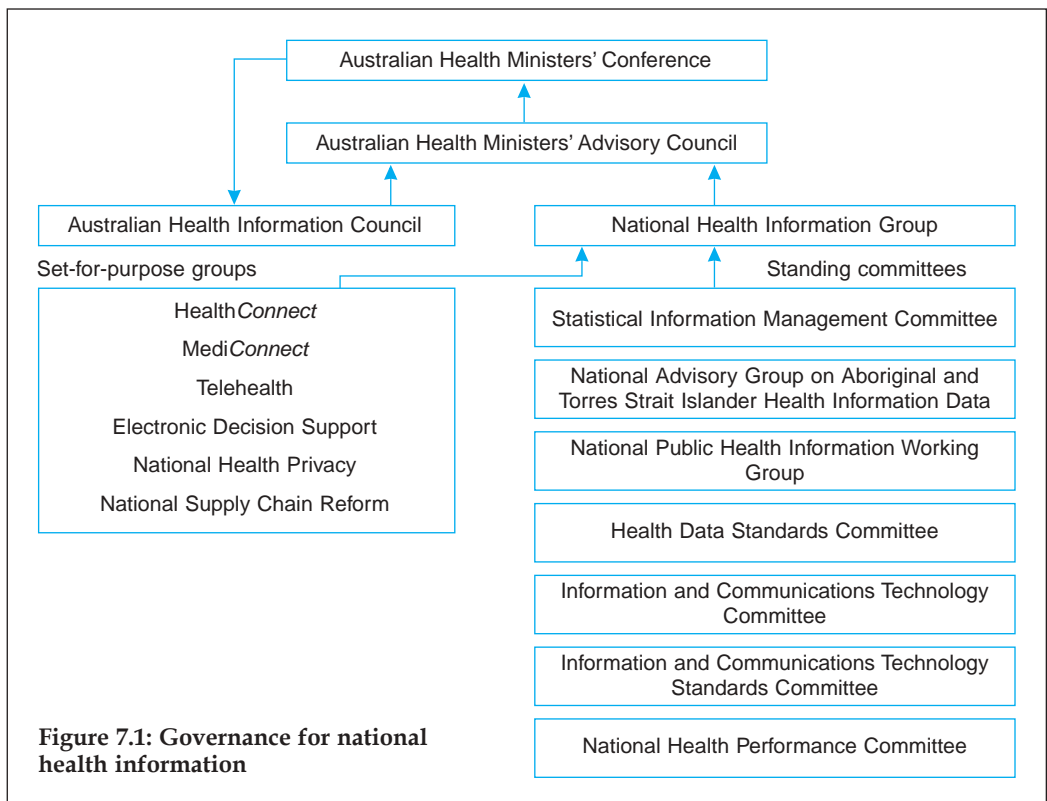 Australian Health Ministers' Conference
Australian Health Ministers' Advisory Council
Australian Health Information Council
National Health Information Group
Set-for-purpose groups
Standing committees
HealthConnect
MediConnect
Telehealth
Electronic Decision Support
National Health Privacy
National Supply Chain Reform
Statistical Information Management Committee
National Advisory Group on Aboriginal and
Torres Strait Islander Health Information Data
National Public Health Information Working
Group
Health Data Standards Committee
Information and Communications Technology
Committee
Information and Communications Technology
Standards Committee
National Health Performance Committee
Figure 7.1: Governance for national
health information